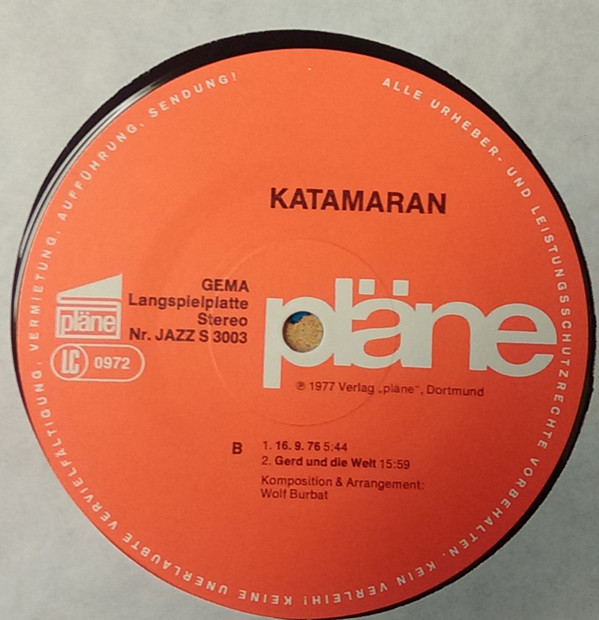 ALLE URHEBER- UND LEISTUNGSSCHUTZRECHTE VORBEHALTEN. KEIN VERLEIH! KEINE UNERLAUBTE VERVIELFÄLTIGUNG, VERMIETUNG, AUFFÜHRUNG, SENDUNG!
KATAMARAN
GEMA
Langspielplatte
Stereo
Nr. JAZZ S 3003
pläne
LC 0972
pläne
℗ 1977 Verlag „pläne“, Dortmund
B
1. 16. 9. 76 5:44
2. Gerd und die Welt 15:59
Komposition & Arrangement:
Wolf Burbat